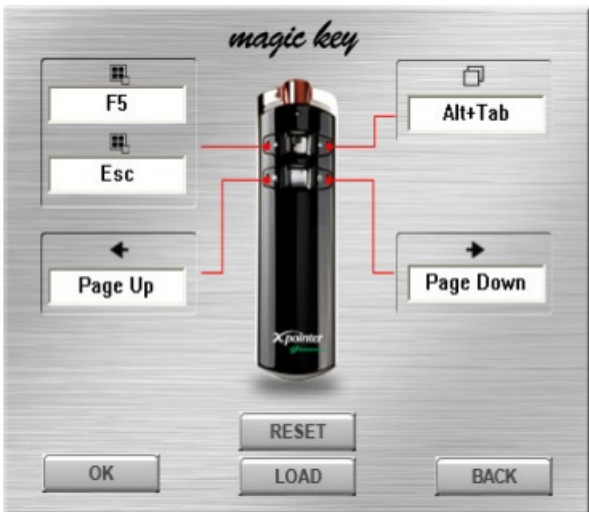 magic key
F5
Alt+Tab
Esc
Page Up
Page Down
Xpointer
RESET
OK
LOAD
BACK